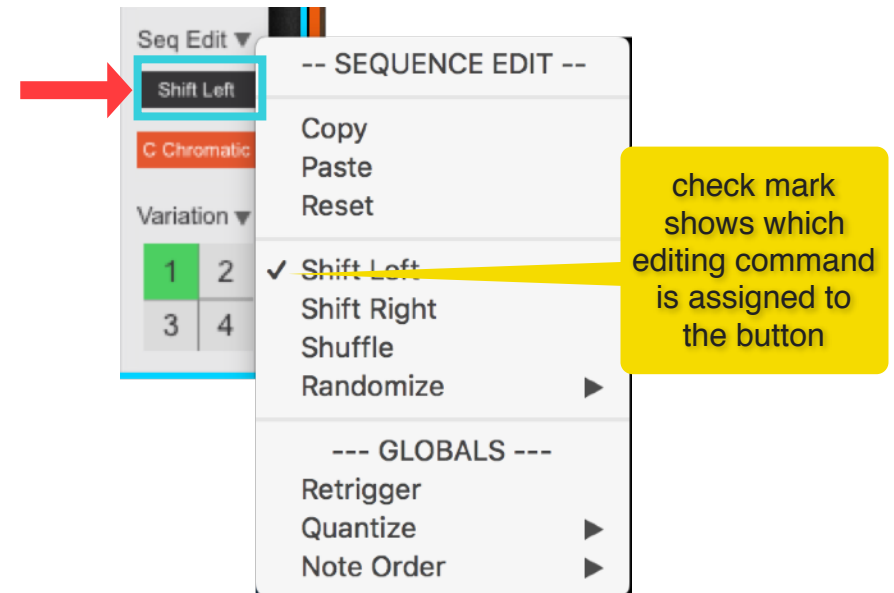 Seq Edit ▼
Shift Left
C Chromatic
Variation ▼
1 2
3 4
-- SEQUENCE EDIT --
Copy
Paste
Reset
✓ Shift Left
Shift Right
Shuffle
Randomize ▶
--- GLOBALS ---
Retrigger
Quantize ▶
Note Order ▶
check mark
shows which
editing command
is assigned to
the button